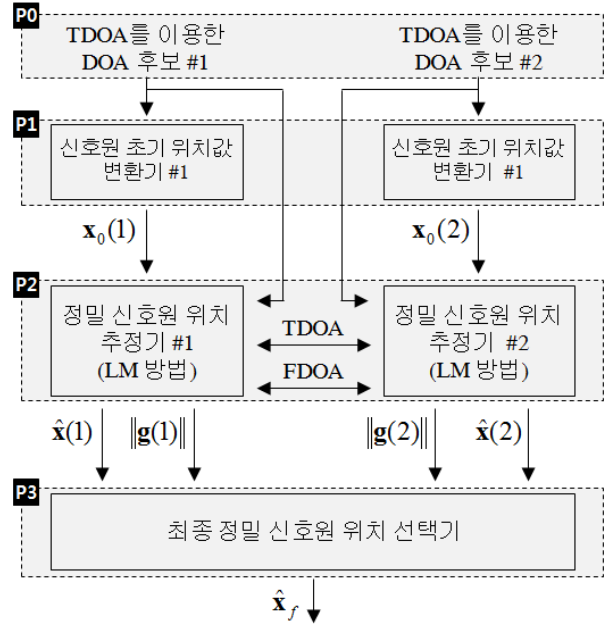 P0
TDOA를 이용한
DOA 후보 #1
TDOA를 이용한
DOA 후보 #2
P1
신호원 초기 위치값
변환기 #1
신호원 초기 위치값
변환기 #1
x₀(1)
x₀(2)
P2
정밀 신호원 위치
추정기 #1
(LM 방법)
TDOA
FDOA
정밀 신호원 위치
추정기 #2
(LM 방법)
x̂(1)
‖g(1)‖
‖g(2)‖
x̂(2)
P3
최종 정밀 신호원 위치 선택기
x̂_f